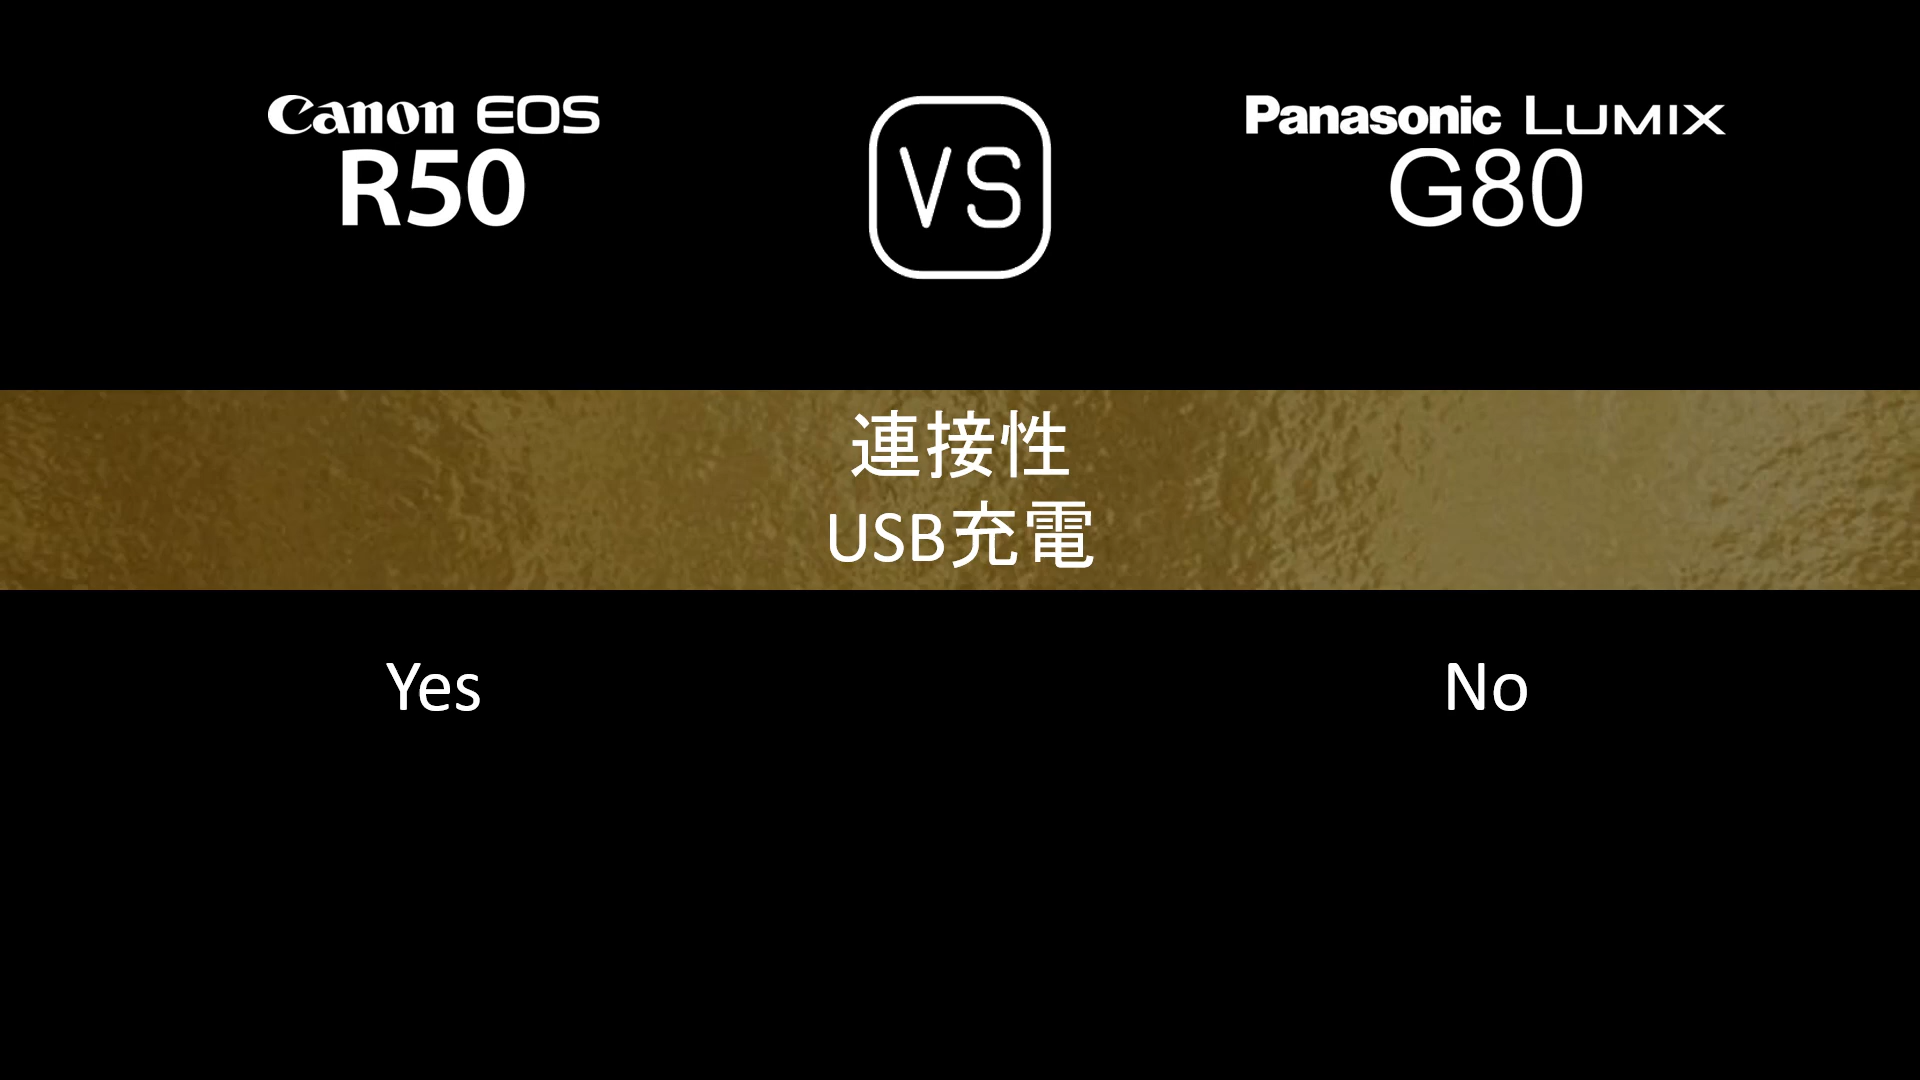 Canon EOS
R50
VS
Panasonic LUMIX
G80
連接性
USB充電
Yes
No